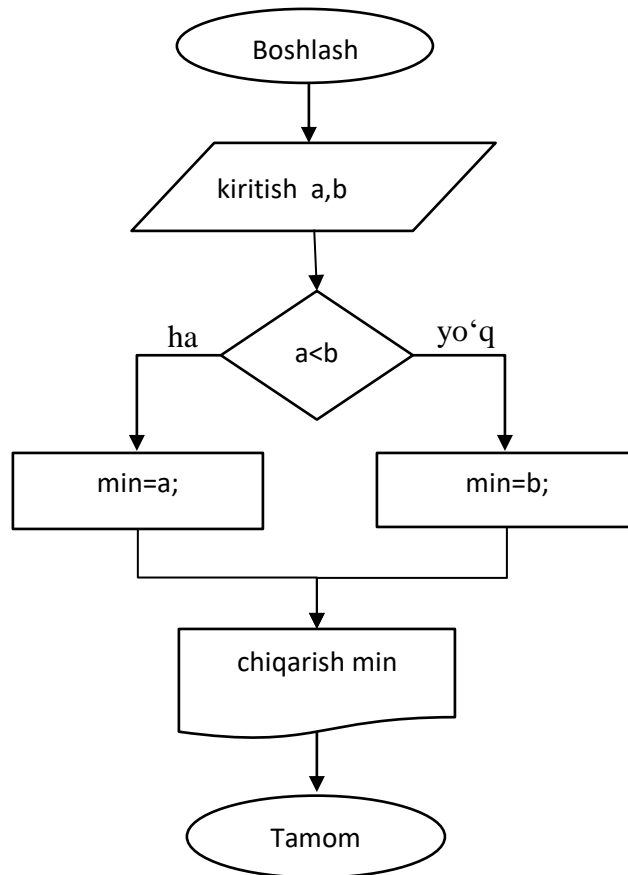 Boshlash
kiritish a,b
a<b
ha
yo‘q
min=a;
min=b;
chiqarish min
Tamom